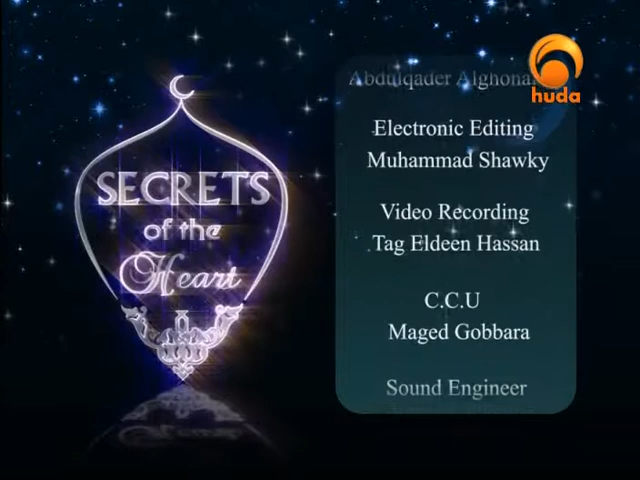 SECRETS
of the
Heart
Abdulqader
huda
Electronic Editing
Muhammad Shawky
Video Recording
Tag Eldeen Hassan
C.C.U
Maged Gobbara
Sound Engineer